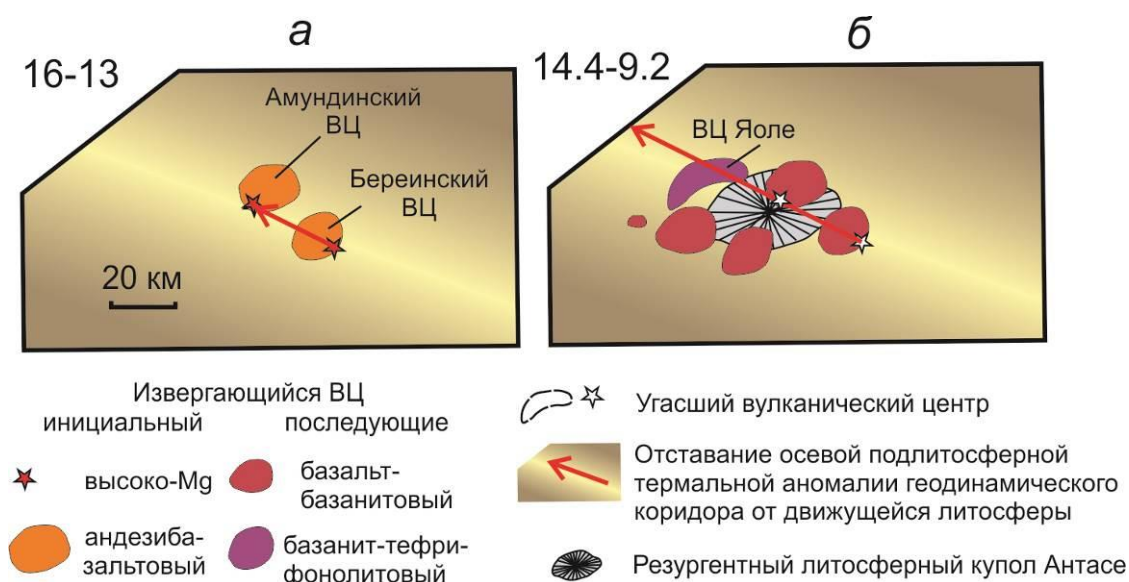 а
б
16-13
14.4-9.2
Амундинский
ВЦ
Береинский
ВЦ
20 км
ВЦ Яоле
Извергающийся ВЦ
инициальный
последующие
высоко-Mg
базальт-
базанитовый
андезиба-
зальтовый
базанит-тефри-
фонолитовый
Угасший вулканический центр
Отставание осевой подлитосферной
термальной аномалии геодинамического
коридора от движущейся литосферы
Резургентный литосферный купол Антасе